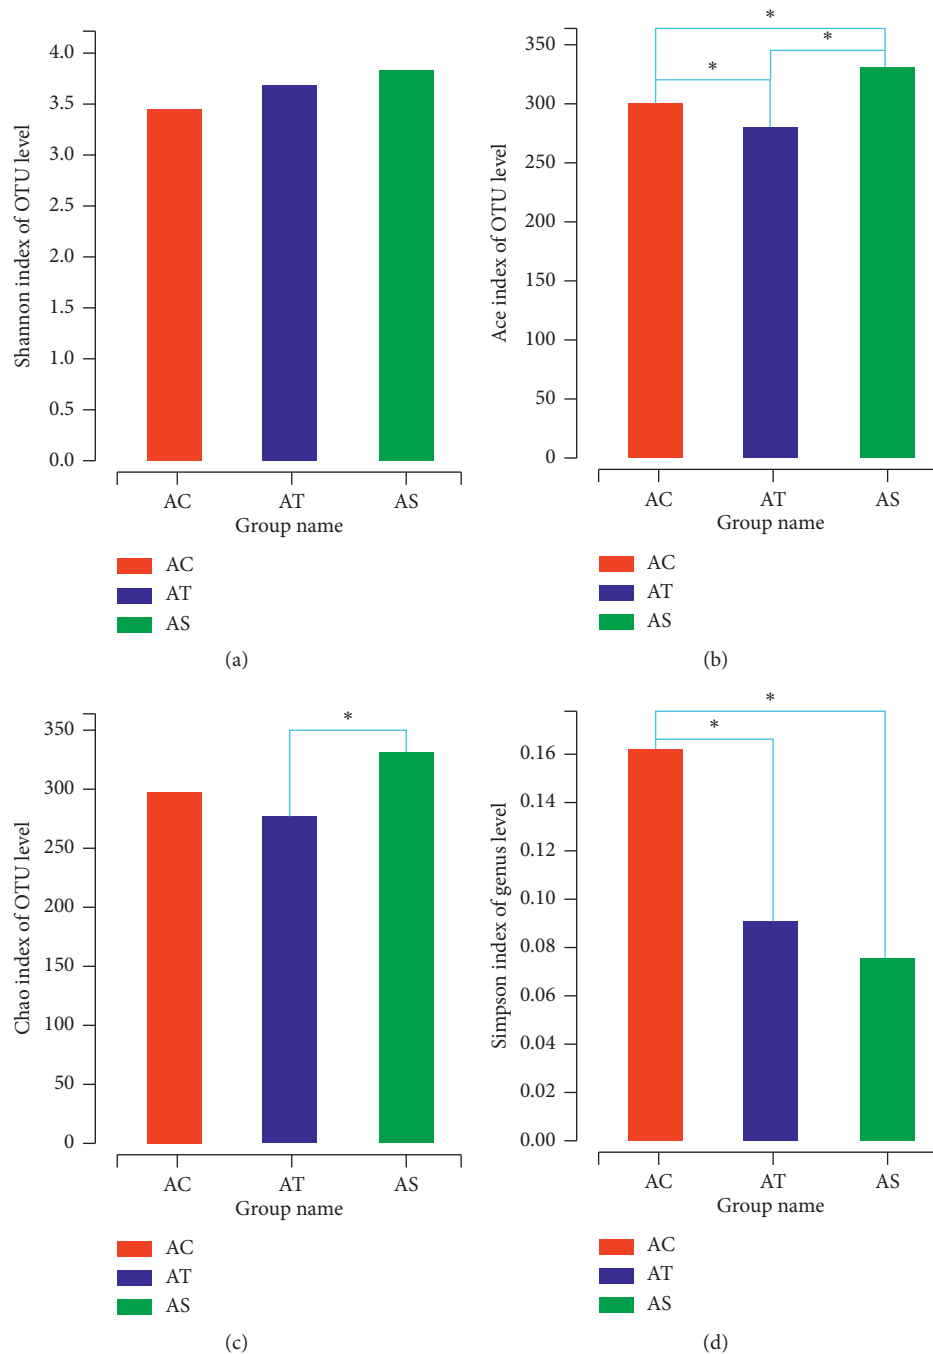 Shannon index of OTU level
4.0
3.5
3.0
2.5
2.0
1.5
1.0
0.5
0.0
AC AT AS
Group name
AC
AT
AS
(a)
Ace index of OTU level
350
300
250
200
150
100
50
0
*
*
*
AC AT AS
Group name
AC
AT
AS
(b)
Chao index of OTU level
350
300
250
200
150
100
50
0
*
AC AT AS
Group name
AC
AT
AS
(c)
Simpson index of genus level
0.16
0.14
0.12
0.10
0.08
0.06
0.04
0.02
0.00
*
*
AC AT AS
Group name
AC
AT
AS
(d)